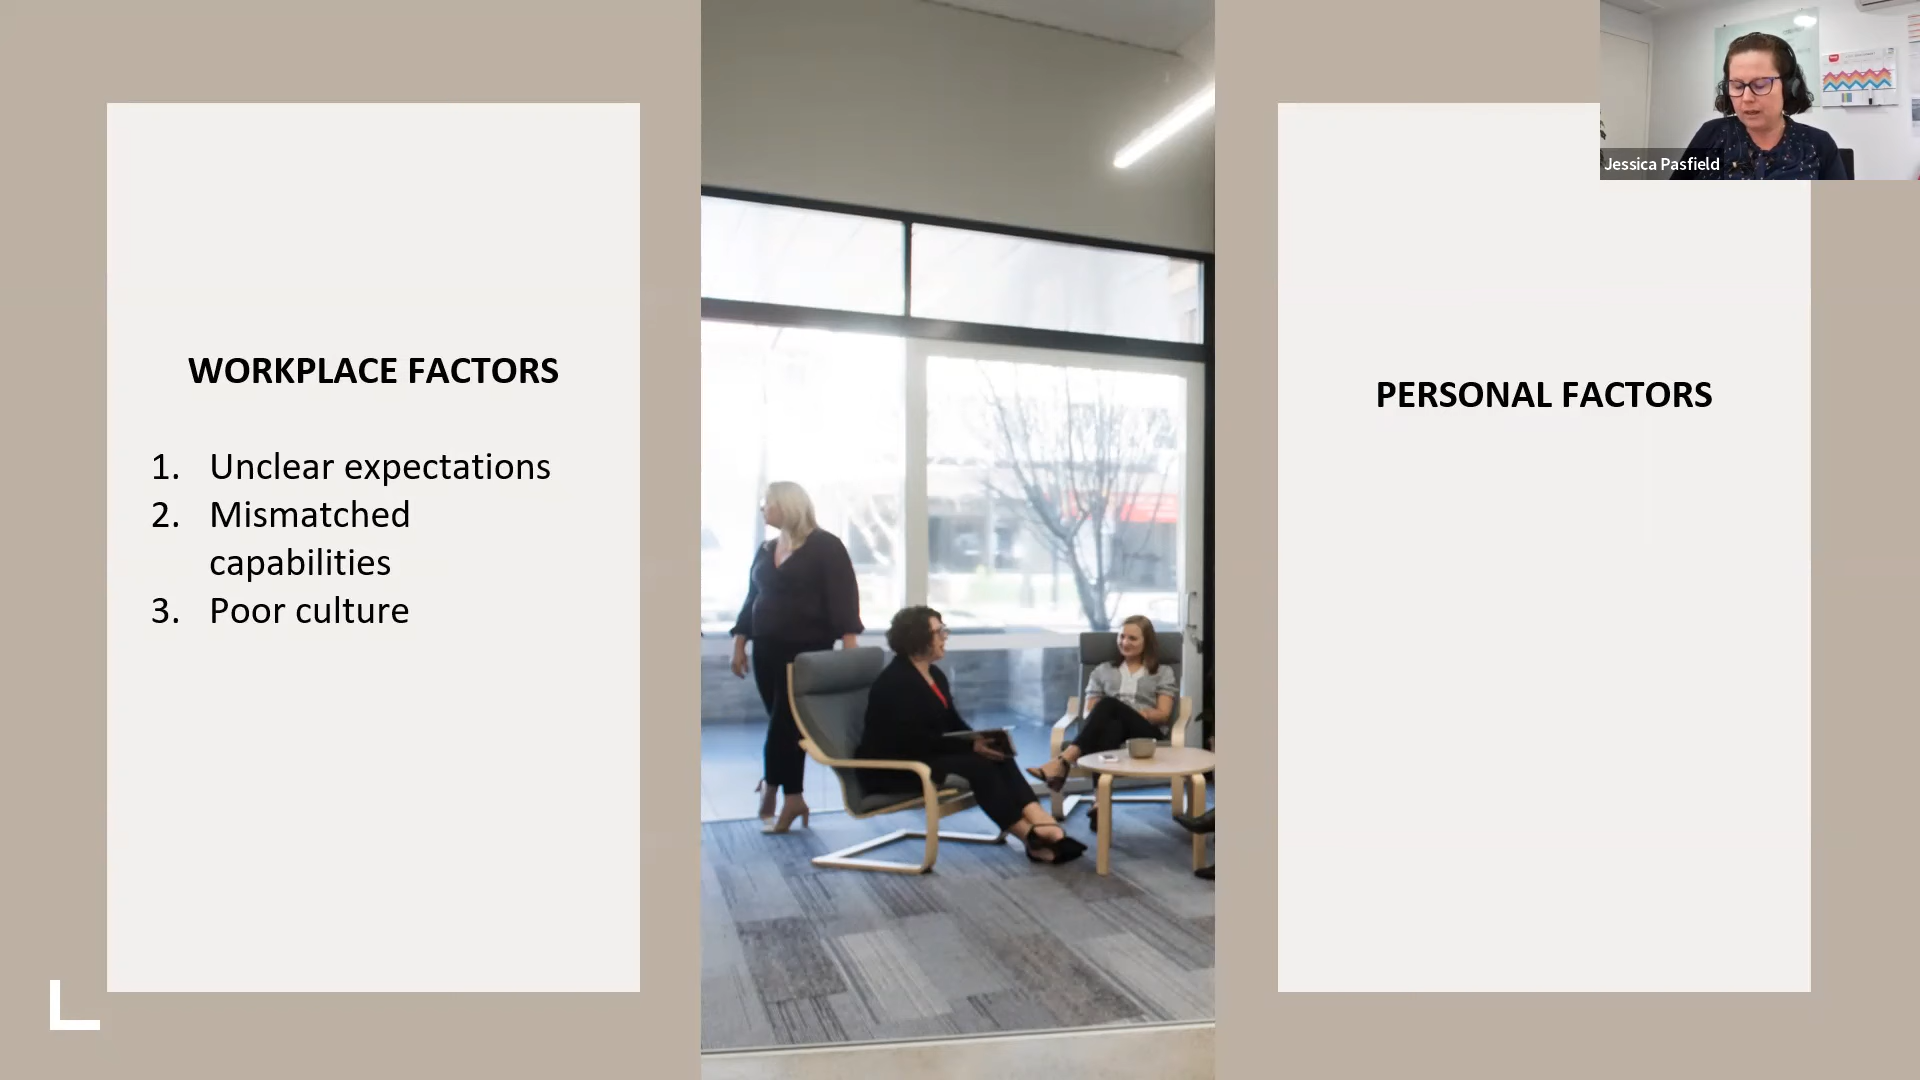 WORKPLACE FACTORS
1. Unclear expectations
2. Mismatched
capabilities
3. Poor culture
PERSONAL FACTORS
Jessica Pasfield